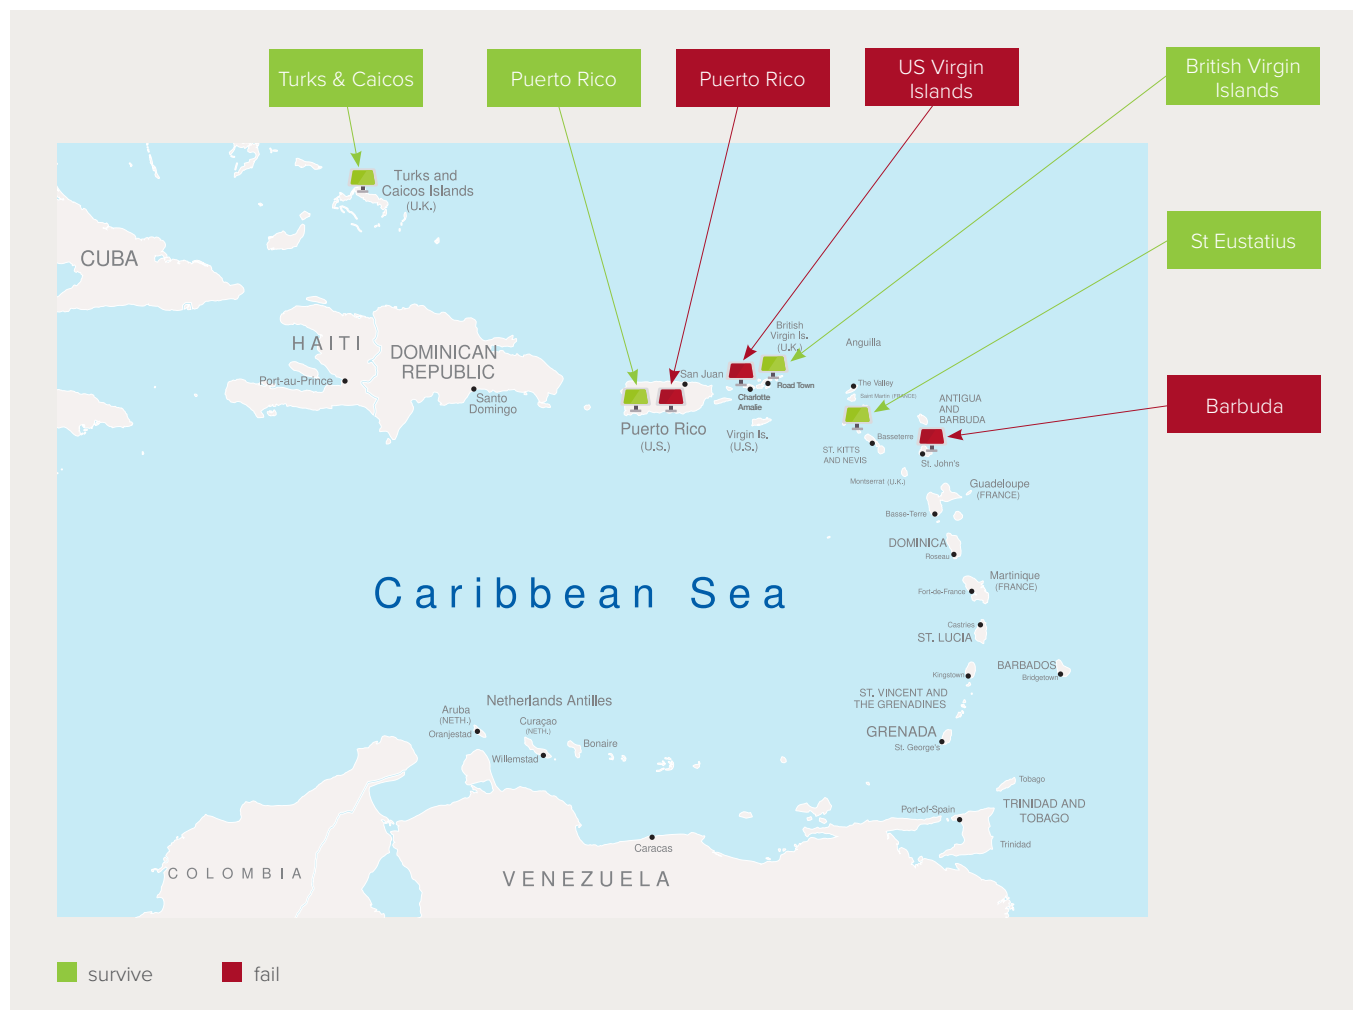 Turks & Caicos
Puerto Rico
Puerto Rico
US Virgin
Islands
British Virgin
Islands
St Eustatius
Barbuda
Turks and
Caicos Islands
(U.K.)
CUBA
HAITI
Port-au-Prince
DOMINICAN
REPUBLIC
Santo
Domingo
San Juan
Puerto Rico
(U.S.)
British
Virgin Is.
(U.K.)
Road Town
Charlotte
Amalie
Virgin Is.
(U.S.)
Anguilla
The Valley
Saint Martin (FRANCE)
ANTIGUA
AND
BARBUDA
Basseterre
ST. KITTS
AND NEVIS
St. John's
Montserrat (U.K.)
Guadeloupe
(FRANCE)
Basse-Terre
DOMINICA
Roseau
Martinique
(FRANCE)
Fort-de-France
Castries
ST. LUCIA
Caribbean Sea
BARBADOS
Bridgetown
Kingstown
ST. VINCENT AND
THE GRENADINES
GRENADA
St. George's
Netherlands Antilles
Aruba
(NETH.)
Oranjestad
Curaçao
(NETH,)
Willemstad
Bonaire
Tobago
TRINIDAD AND
TOBAGO
Port-of-Spain
Trinidad
Caracas
COLOMBIA
VENEZUELA
survive
fail